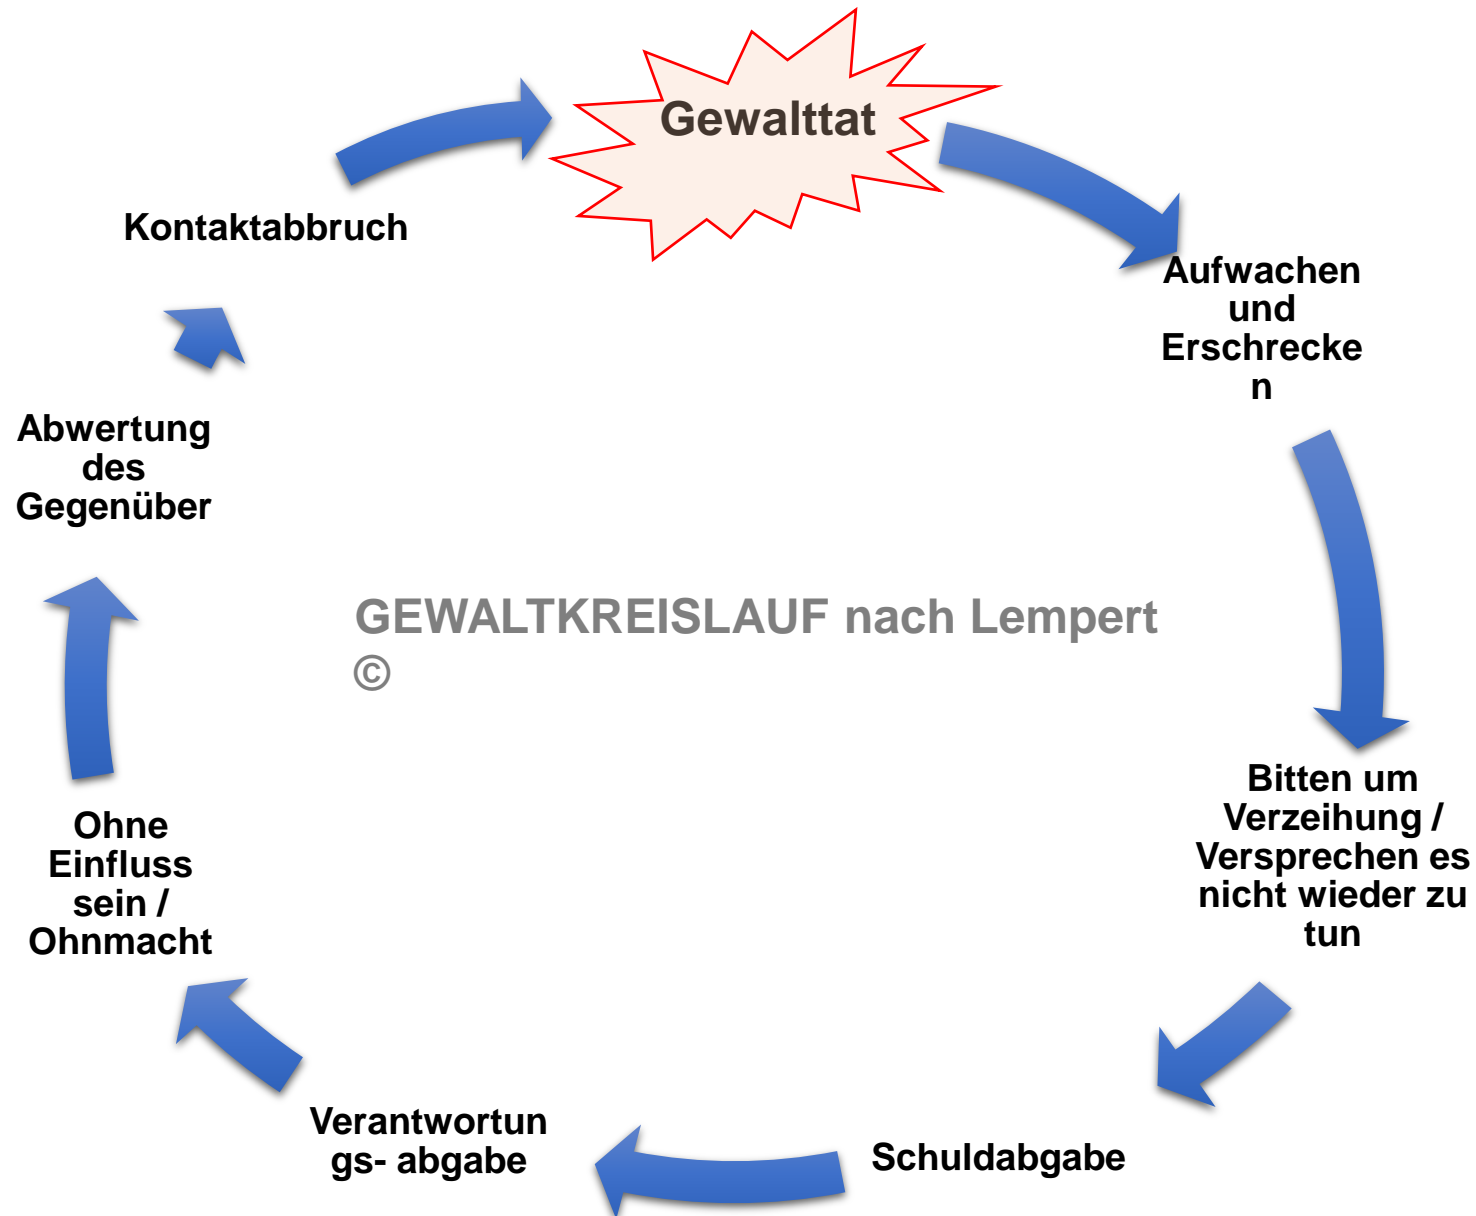 Gewalttat
Aufwachen
und
Erschrecke
n
Bitten um
Verzeihung /
Versprechen es
nicht wieder zu
tun
Schuldabgabe
Verantwortun
gs- abgabe
Ohne
Einfluss
sein /
Ohnmacht
Abwertung
des
Gegenüber
Kontaktabbruch
GEWALTKREISLAUF nach Lempert
©